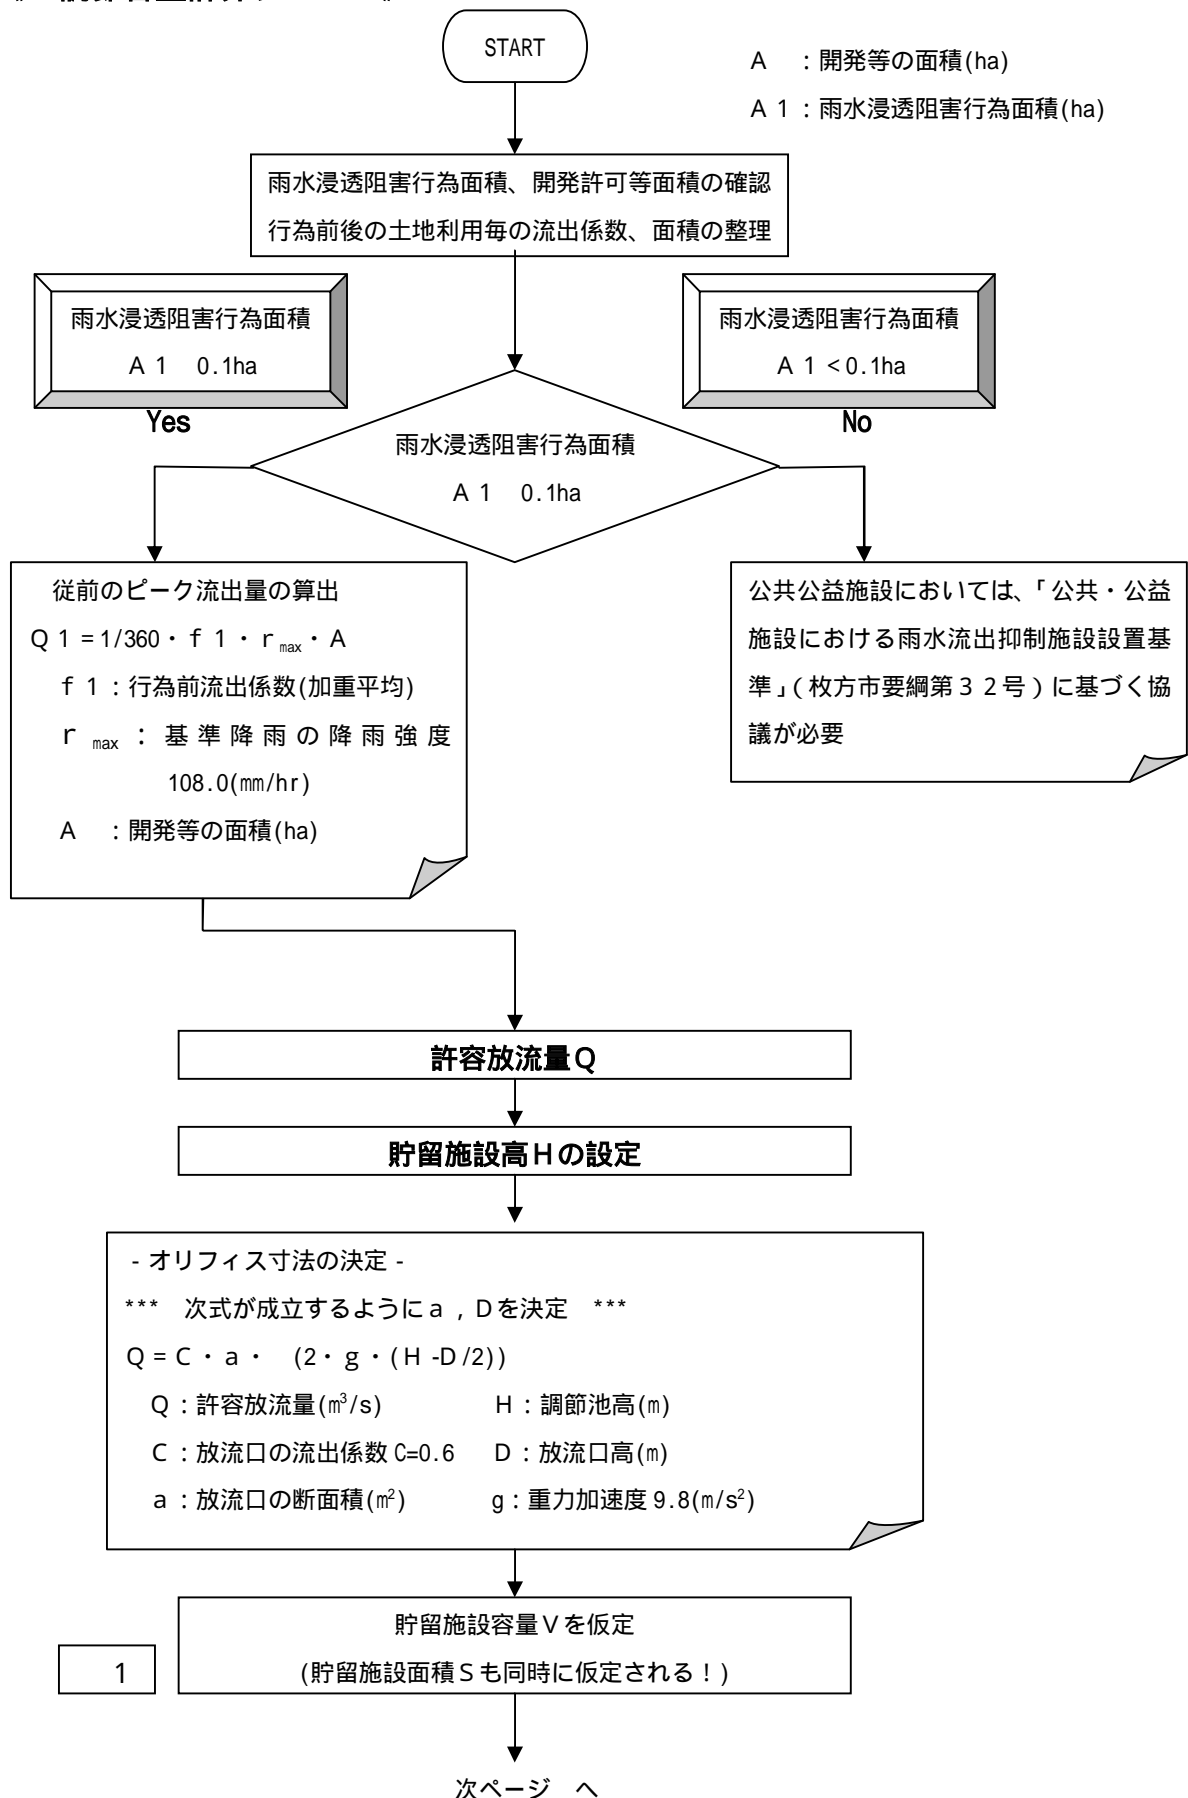 START
A ：開発等の面積(ha)
A１：雨水浸透阻害行為面積(ha)
雨水浸透阻害行為面積、開発許可等面積の確認
行為前後の土地利用毎の流出係数、面積の整理
雨水浸透阻害行為面積
A１ 0.1ha
Yes
雨水浸透阻害行為面積
A１<0.1ha
No
雨水浸透阻害行為面積
A１ 0.1ha
従前のピーク流出量の算出
Q１=1/360・ｆ１・ｒmax・A
ｆ１：行為前流出係数(加重平均)
ｒmax：基準降雨の降雨強度
108.0(㎜/hr)
A ：開発等の面積(ha)
公共公益施設においては、「公共・公益
施設における雨水流出抑制施設設置基
準」（枚方市要綱第３２号）に基づく協
議が必要
許容放流量Q
貯留施設高Hの設定
- オリフィス寸法の決定 -
*** 次式が成立するようにａ，Dを決定 ***
Q=C・ａ・ (2・ｇ・(H-D/2))
Q：許容放流量(㎥/s) H：調節池高(m)
C：放流口の流出係数 C=0.6 D：放流口高(m)
ａ：放流口の断面積(㎡) g：重力加速度 9.8(m/s²)
貯留施設容量Vを仮定
(貯留施設面積Sも同時に仮定される！)
1
次ページ へ